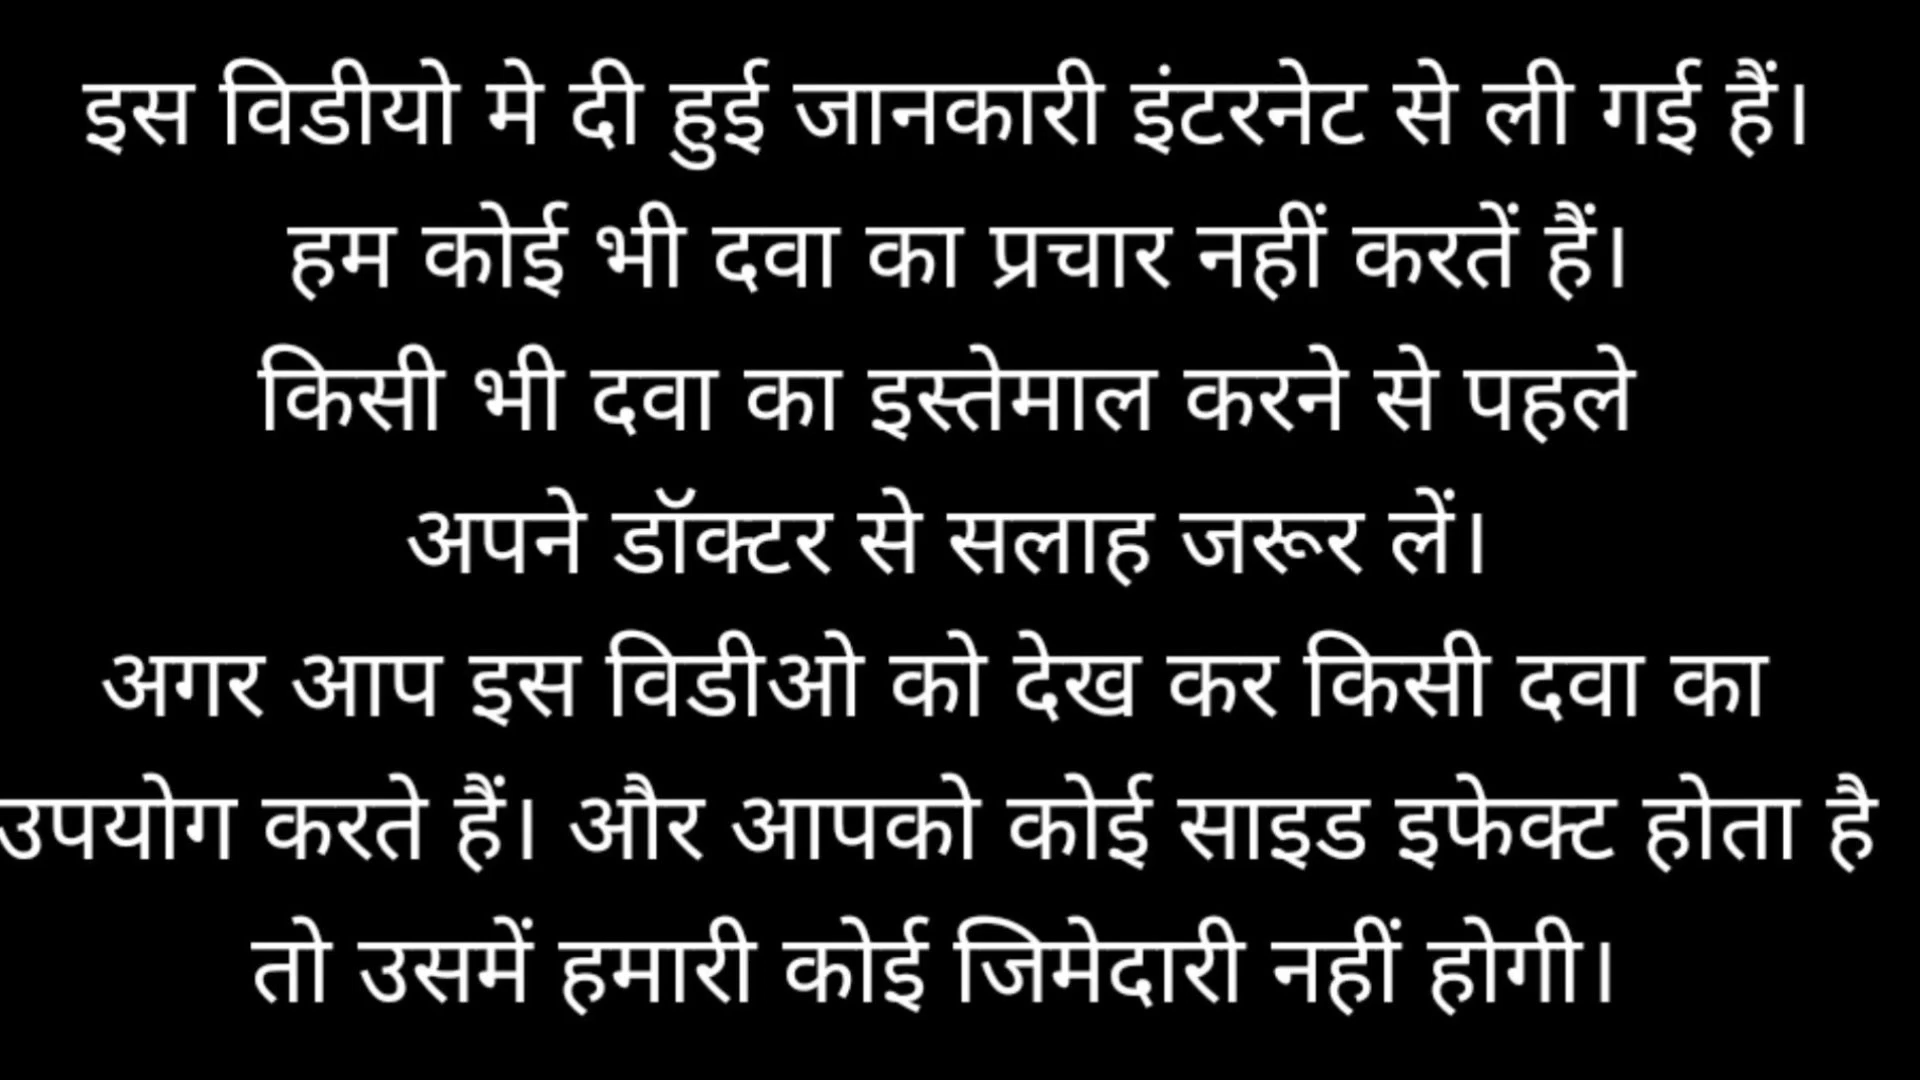 इस विडीयो मे दी हुई जानकारी इंटरनेट से ली गई हैं।
हम कोई भी दवा का प्रचार नहीं करतें हैं।
किसी भी दवा का इस्तेमाल करने से पहले
अपने डॉक्टर से सलाह जरूर लें।
अगर आप इस विडीओ को देख कर किसी दवा का
उपयोग करते हैं। और आपको कोई साइड इफेक्ट होता है
तो उसमें हमारी कोई जिमेदारी नहीं होगी।